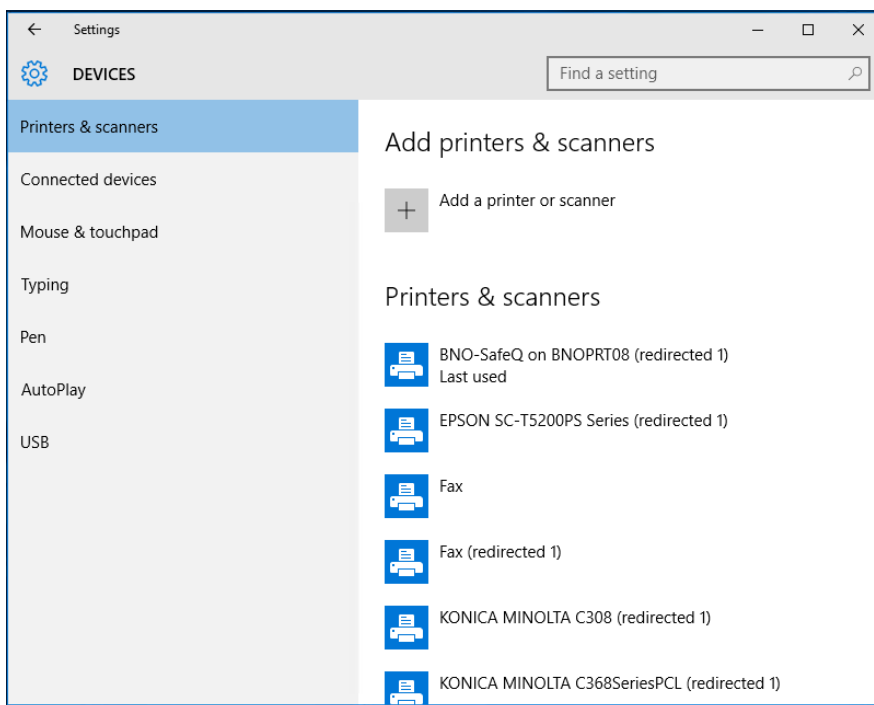 Settings
DEVICES
Find a setting
Printers & scanners
Connected devices
Mouse & touchpad
Typing
Pen
AutoPlay
USB
Add printers & scanners
Add a printer or scanner
Printers & scanners
BNO-SafeQ on BNOPRT08 (redirected 1)
Last used
EPSON SC-T5200PS Series (redirected 1)
Fax
Fax (redirected 1)
KONICA MINOLTA C308 (redirected 1)
KONICA MINOLTA C368SeriesPCL (redirected 1)